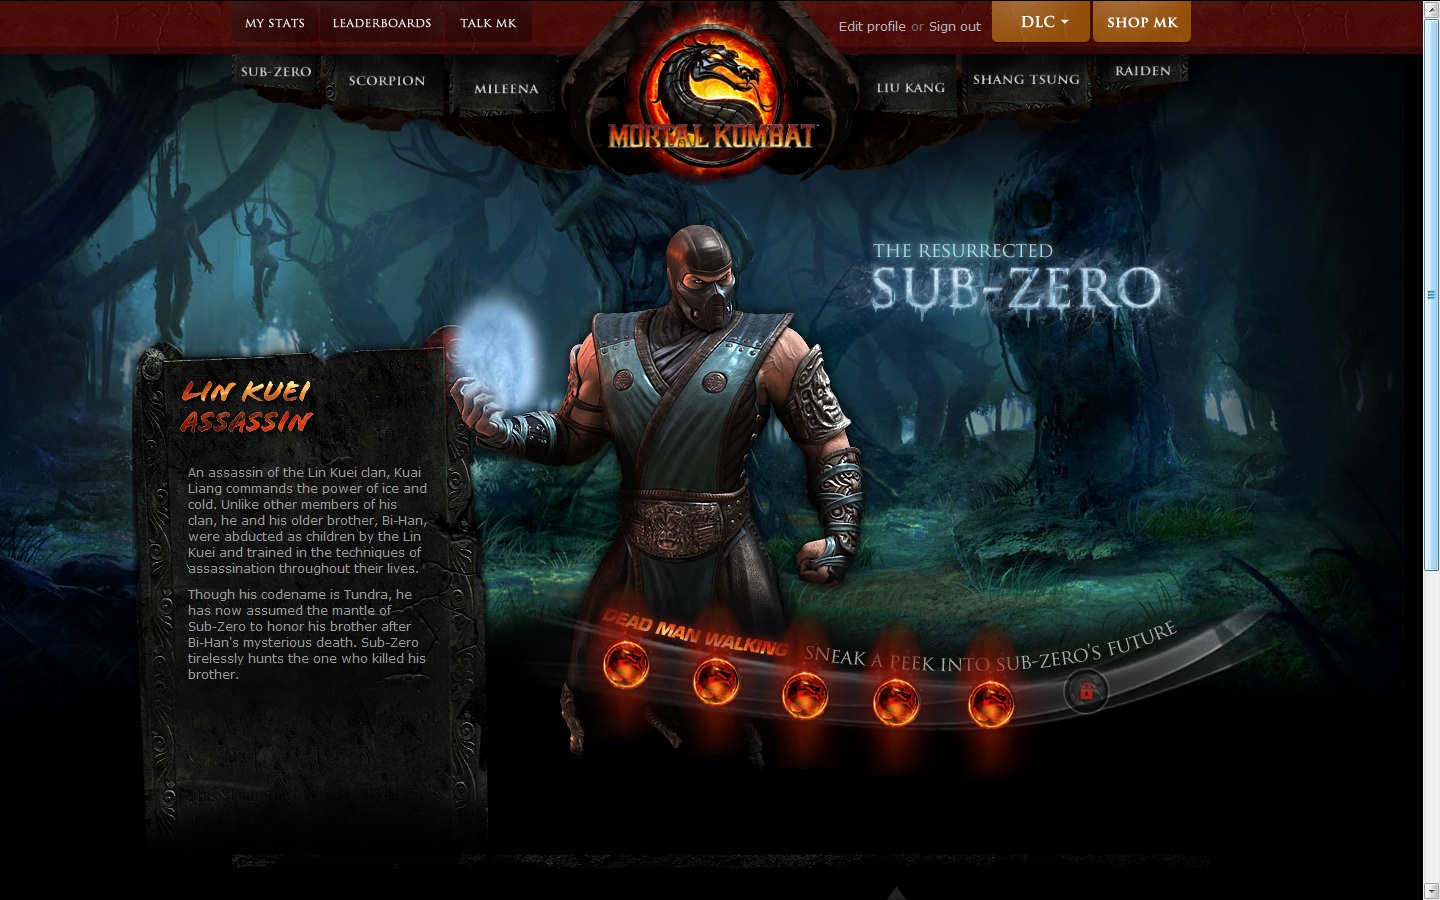 MY STATS
LEADERBOARDS
TALK MK
Edit profile or Sign out
DLC
SHOP MK
SUB-ZERO
SCORPION
MILEENA
MORTAL KOMBAT
LIU KANG
SHANG TSUNG
RAIDEN
THE RESURRECTED
SUB-ZERO
LIN KUEI
ASSASSIN
An assassin of the Lin Kuei clan, Kuai
Liang commands the power of ice and
cold. Unlike other members of his
clan, he and his older brother, Bi-Han,
were abducted as children by the Lin
Kuei and trained in the techniques of
assassination throughout their lives.
Though his codename is Tundra, he
has now assumed the mantle of
Sub-Zero to honor his brother after
Bi-Han's mysterious death. Sub-Zero
tirelessly hunts the one who killed his
brother.
DEAD MAN WALKING
SNEAK A PEEK INTO SUB-ZERO'S FUTURE